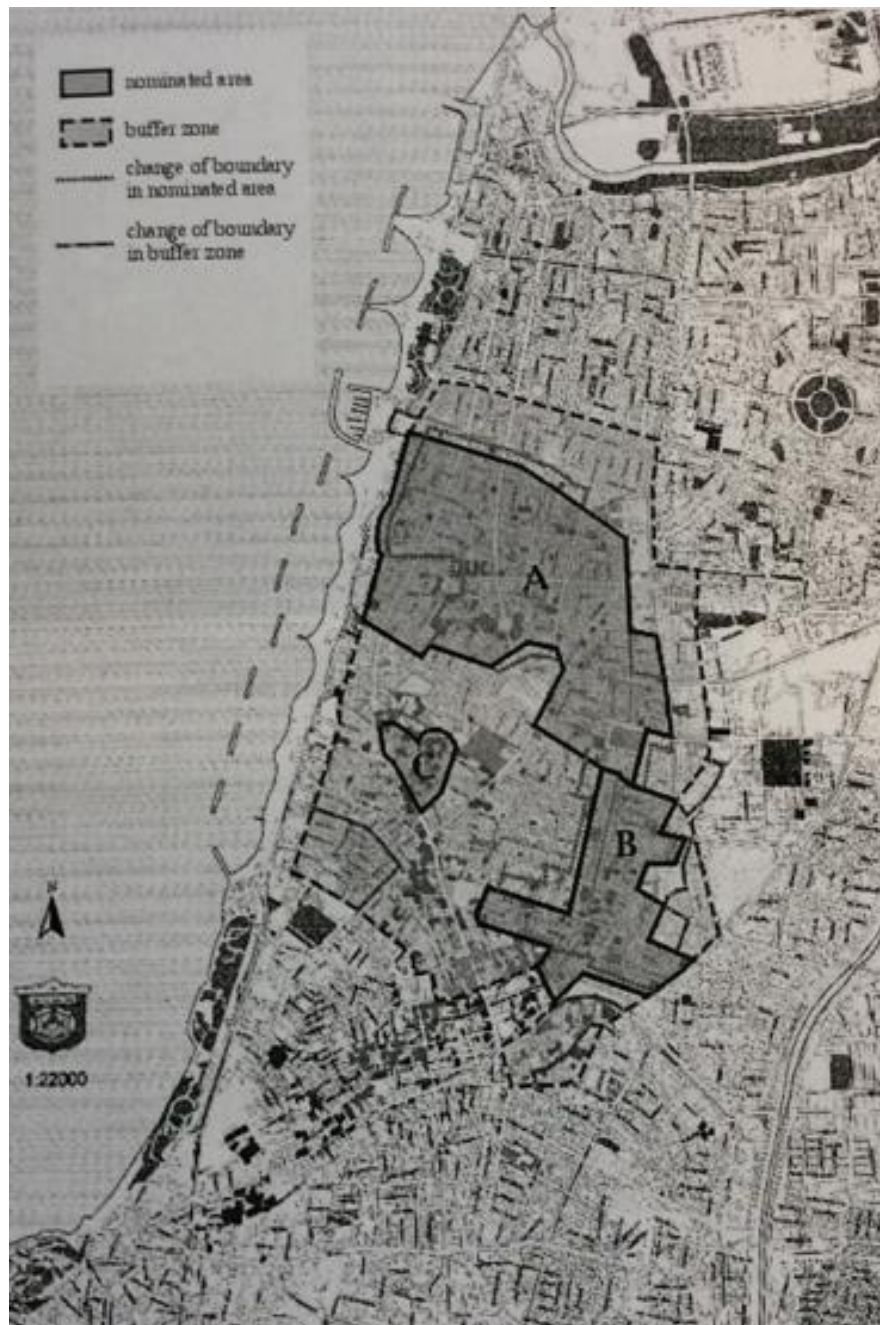 nominated area
buffer zone
change of boundary
in nominated area
change of boundary
in buffer zone
A
C
B
N
1:22000